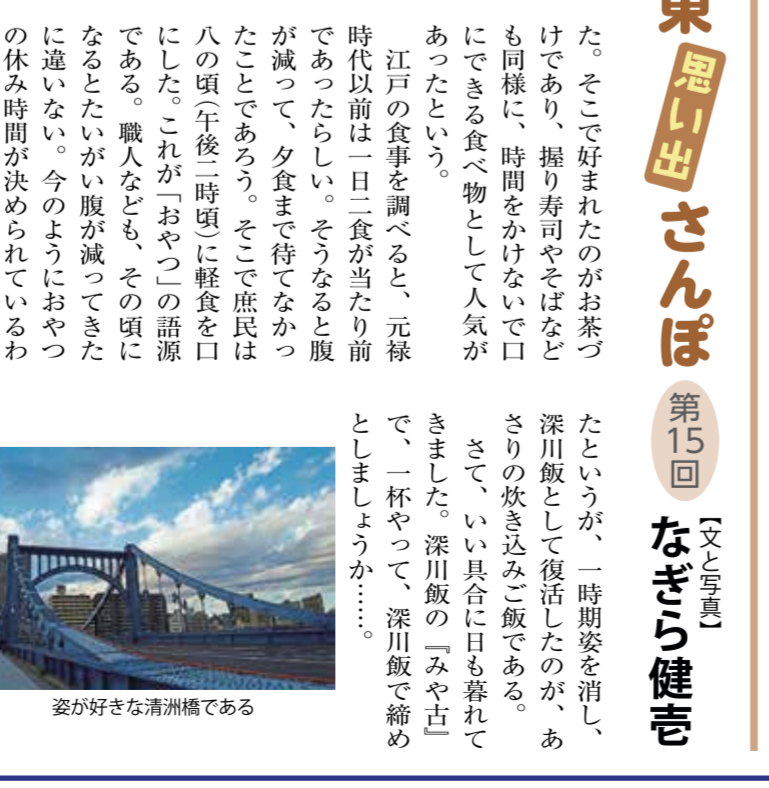 東
思い出
さんぽ
第15回
【文と写真】
なぎら健壱
た。そこで好まれたのがお茶づ
けであり、握り寿司やそばなど
も同様に、時間をかけないで口
にできる食べ物として人気が
あったという。
江戸の食事を調べると、元禄
時代以前は一日二食が当たり前
であったらしい。そうなると腹
が減って、夕食まで待てなかっ
たことであろう。そこで庶民は
八の頃(午後二時頃)に軽食を口
にした。これが「おやつ」の語源
である。職人なども、その頃に
なるとたいがい腹が減ってきた
に違いない。今のようにおやつ
の休み時間が決められているわ
たというが、一時期姿を消し、
深川飯として復活したのが、あ
さりの炊き込みご飯である。
さて、いい具合に日も暮れて
きました。深川飯の『みや古』
で、一杯やって、深川飯で締め
としましょうか……。
姿が好きな清洲橋である